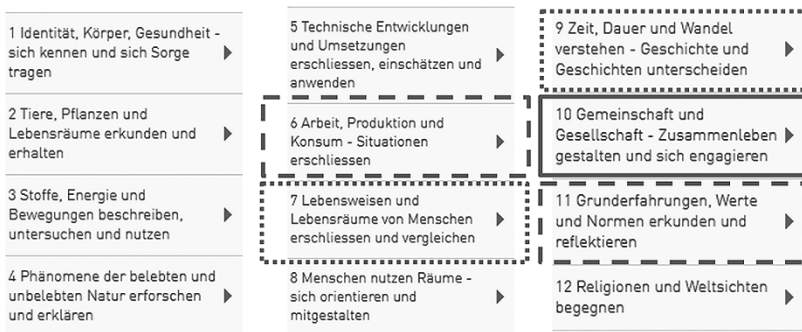 1 Identität, Körper, Gesundheit -
sich kennen und sich Sorge
tragen
2 Tiere, Pflanzen und
Lebensräume erkunden und
erhalten
3 Stoffe, Energie und
Bewegungen beschreiben,
untersuchen und nutzen
4 Phänomene der belebten und
unbelebten Natur erforschen
und erklären
5 Technische Entwicklungen
und Umsetzungen
erschliessen, einschätzen und
anwenden
6 Arbeit, Produktion und
Konsum - Situationen
erschliessen
7 Lebensweisen und
Lebensräume von Menschen
erschliessen und vergleichen
8 Menschen nutzen Räume -
sich orientieren und
mitgestalten
9 Zeit, Dauer und Wandel
verstehen - Geschichte und
Geschichten unterscheiden
10 Gemeinschaft und
Gesellschaft - Zusammenleben
gestalten und sich engagieren
11 Grunderfahrungen, Werte
und Normen erkunden und
reflektieren
12 Religionen und Weltsichten
begegnen